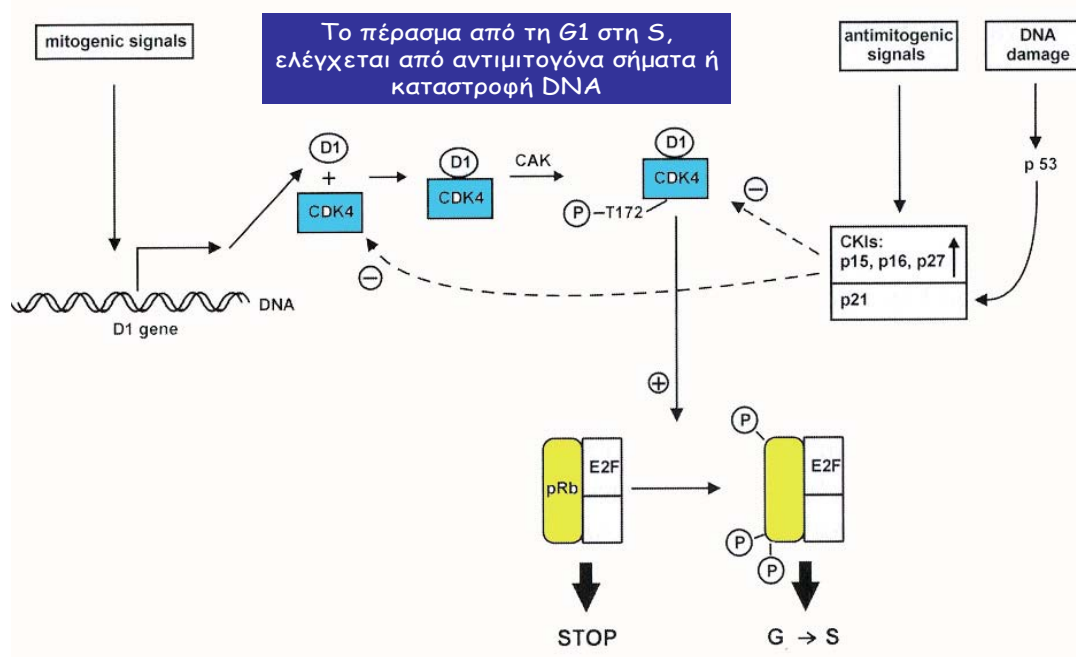 mitogenic signals
Το πέρασμα από τη G1 στη S,
ελέγχεται από αντιμιτογόνα σήματα ή
καταστροφή DNA
antimitogenic
signals
DNA
damage
D1
+
CDK4
D1
CDK4
CAK
D1
CDK4
P –T172
p 53
CKIs:
p15, p16, p27
p21
DNA
D1 gene
pRb
E2F
P
E2F
P
P
STOP
G → S